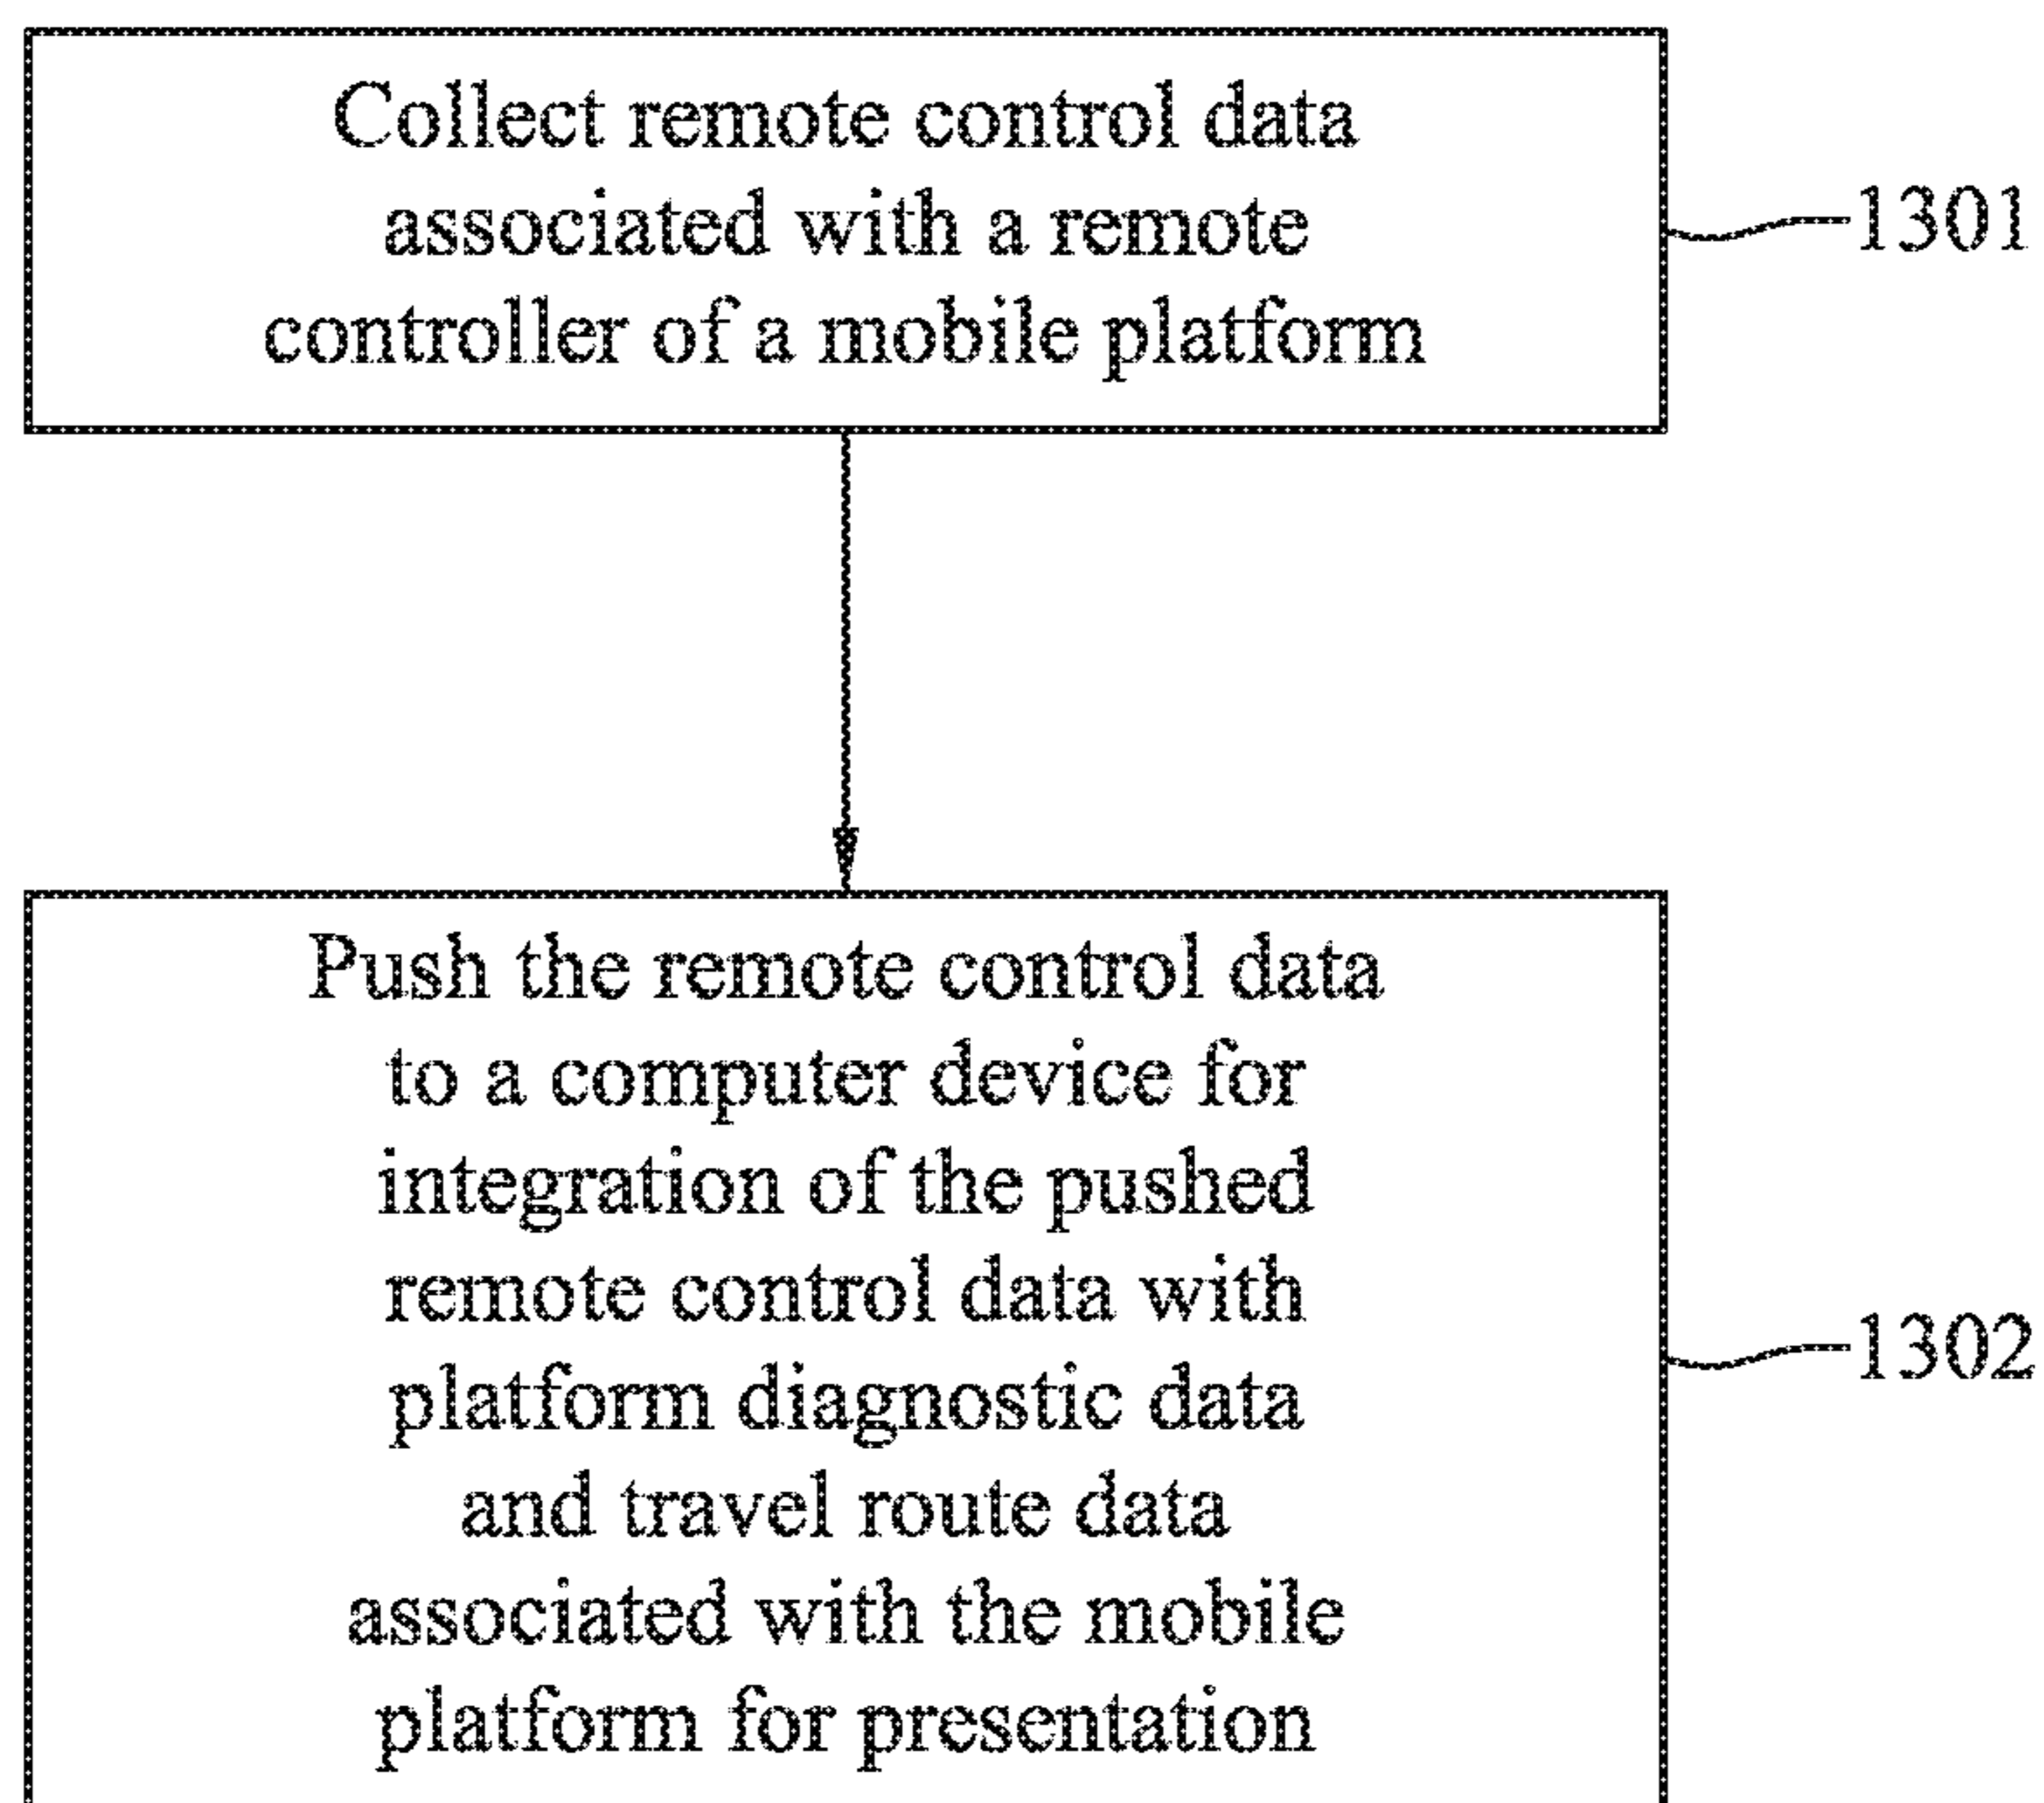 Collect remote control data
associated with a remote
controller of a mobile platform
1301
Push the remote control data
to a computer device for
integration of the pushed
remote control data with
platform diagnostic data
and travel route data
associated with the mobile
platform for presentation
1302